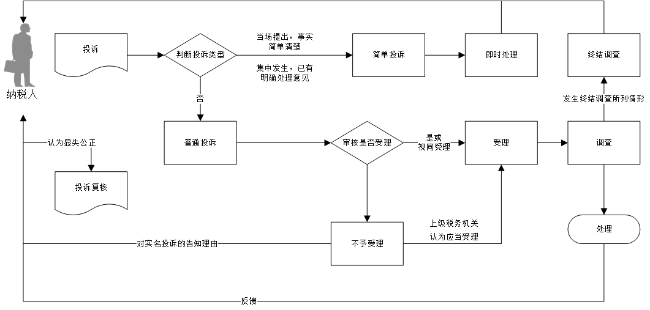 当场提出，事实
简单清楚
投诉
判断投诉类型
简单投诉
即时处理
终结调查
集中发生，已有
明确处理意见
纳税人
否
发生终结调查所列情形
认为显失公正
普通投诉
审核是否受理
是或
视同受理
受理
调查
投诉复核
上级税务机关
认为应当受理
对实名投诉的告知理由
不予受理
处理
反馈